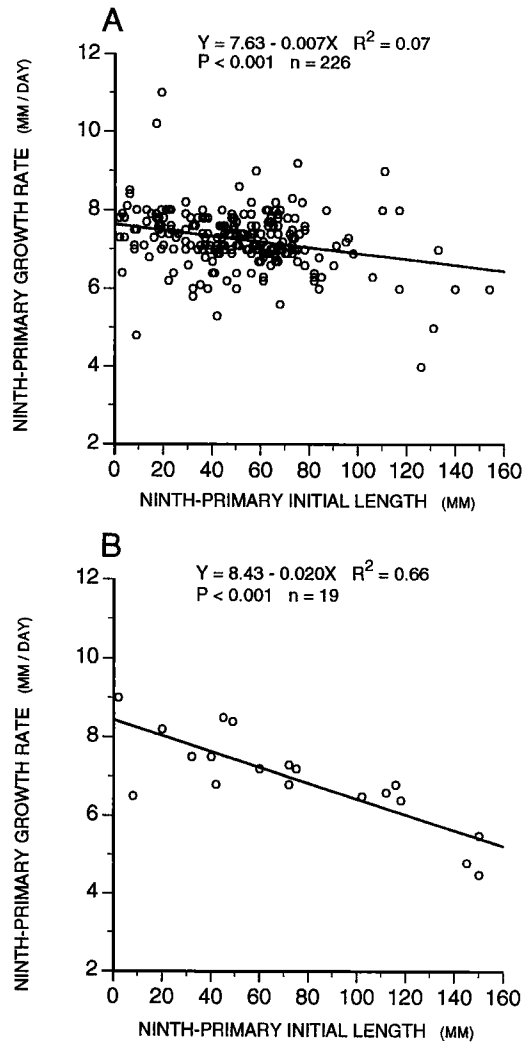 A
Y = 7.63 - 0.007X R² = 0.07
P < 0.001 n = 226
12
10
8
6
4
2
NINTH-PRIMARY GROWTH RATE (MM / DAY)
0 20 40 60 80 100 120 140 160
NINTH-PRIMARY INITIAL LENGTH (MM)
B
Y = 8.43 - 0.020X R² = 0.66
P < 0.001 n = 19
12
10
8
6
4
2
NINTH-PRIMARY GROWTH RATE (MM / DAY)
0 20 40 60 80 100 120 140 160
NINTH-PRIMARY INITIAL LENGTH (MM)